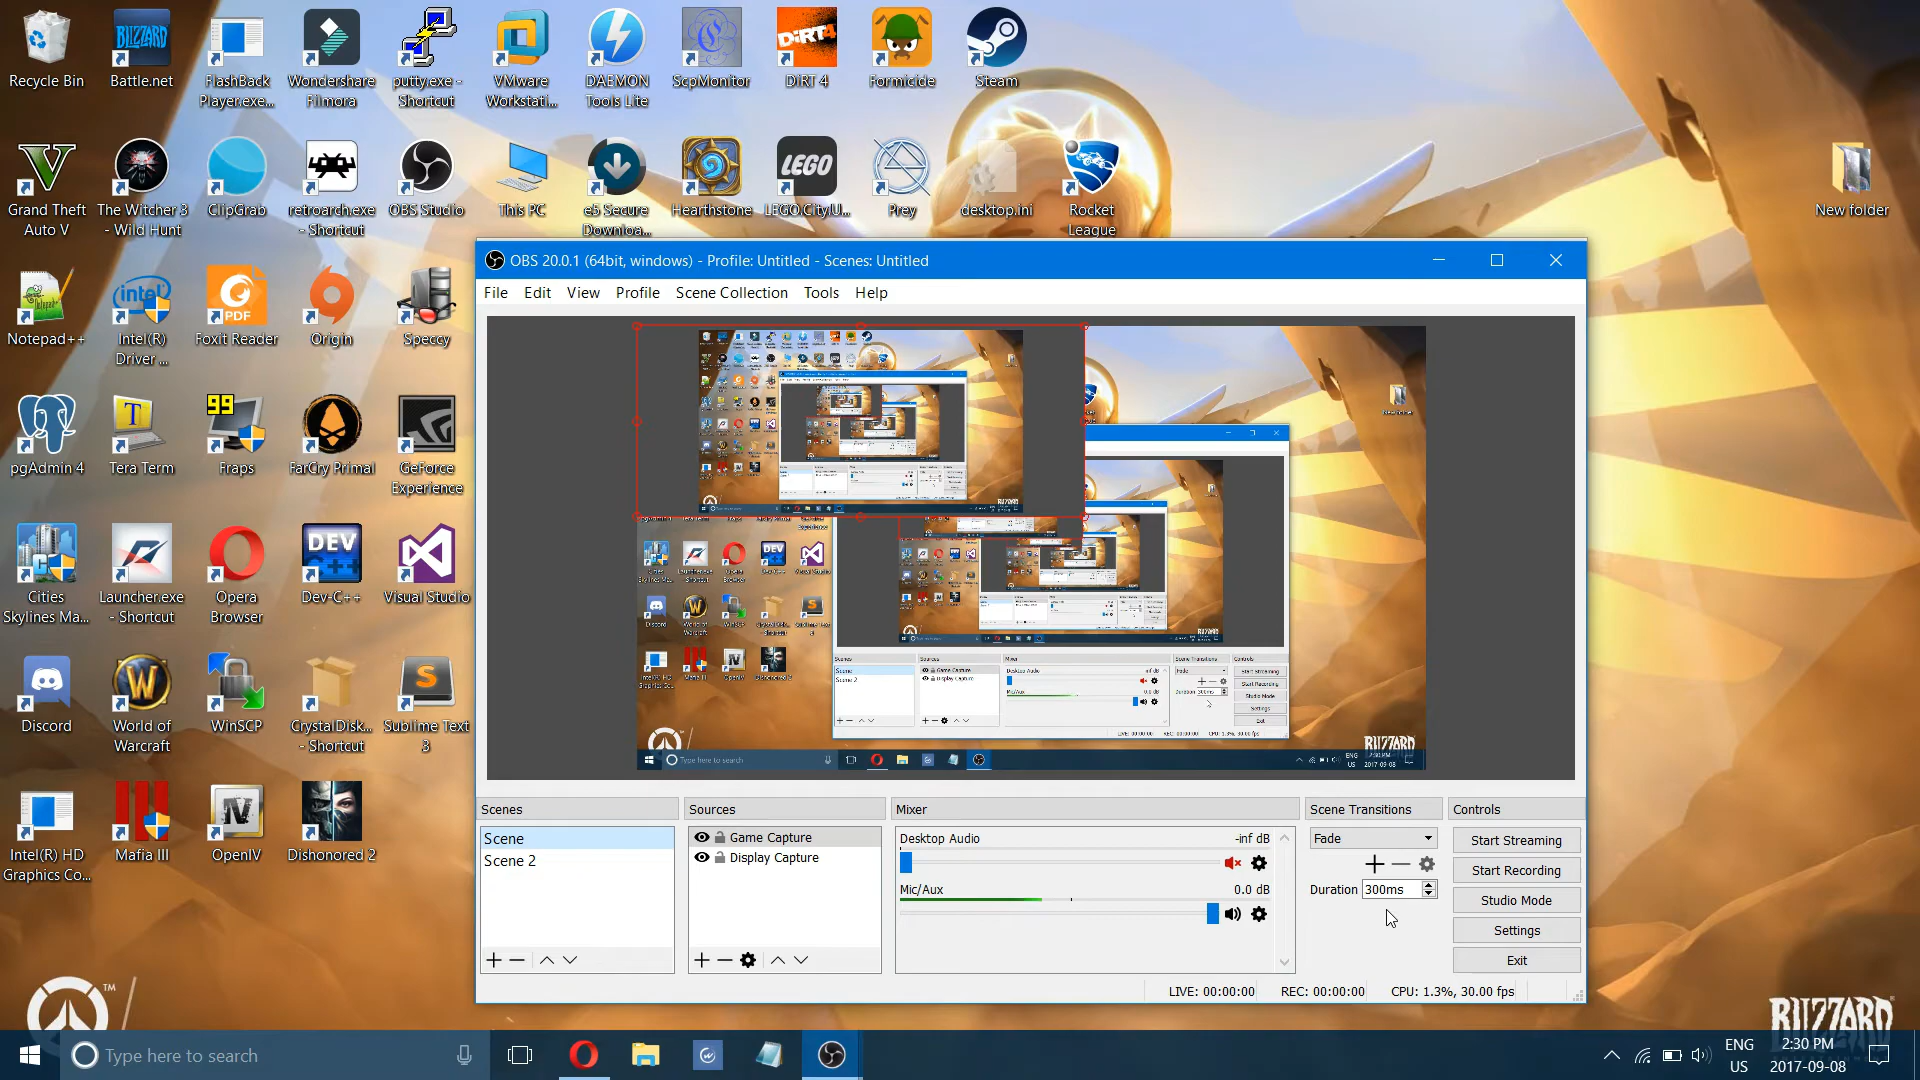 Recycle Bin
Battle.net
FlashBack
Player.exe...
Wondershare
Filmora
putty.exe -
Shortcut
VMware
Workstati...
DAEMON
Tools Lite
ScpMonitor
DiRT 4
Formicide
Steam
Grand Theft
Auto V
The Witcher 3
- Wild Hunt
ClipGrab
retroarch.exe
- Shortcut
OBS Studio
This PC
e5 Secure
Downloa...
Hearthstone
LEGO.CityU...
Prey
desktop.ini
Rocket
League
New folder
OBS 20.0.1 (64bit, windows) - Profile: Untitled - Scenes: Untitled
File Edit View Profile Scene Collection Tools Help
Notepad++
Intel(R)
Driver ...
Foxit Reader
Origin
Speccy
pgAdmin 4
Tera Term
Fraps
FarCry Primal
GeForce
Experience
Cities
Skylines Ma...
Launcher.exe
- Shortcut
Opera
Browser
Dev-C++
Visual Studio
Discord
World of
Warcraft
WinSCP
CrystalDisk...
- Shortcut
Sublime Text
3
Intel(R) HD
Graphics Co...
Mafia III
OpenIV
Dishonored 2
Scenes
Scene
Scene 2
Sources
Game Capture
Display Capture
Mixer
Desktop Audio -inf dB
Mic/Aux 0.0 dB
Scene Transitions
Fade
Duration 300ms
Controls
Start Streaming
Start Recording
Studio Mode
Settings
Exit
LIVE: 00:00:00 REC: 00:00:00 CPU: 1.3%, 30.00 fps
BLIZZARD
TM
Type here to search
ENG
US
2:30 PM
2017-09-08